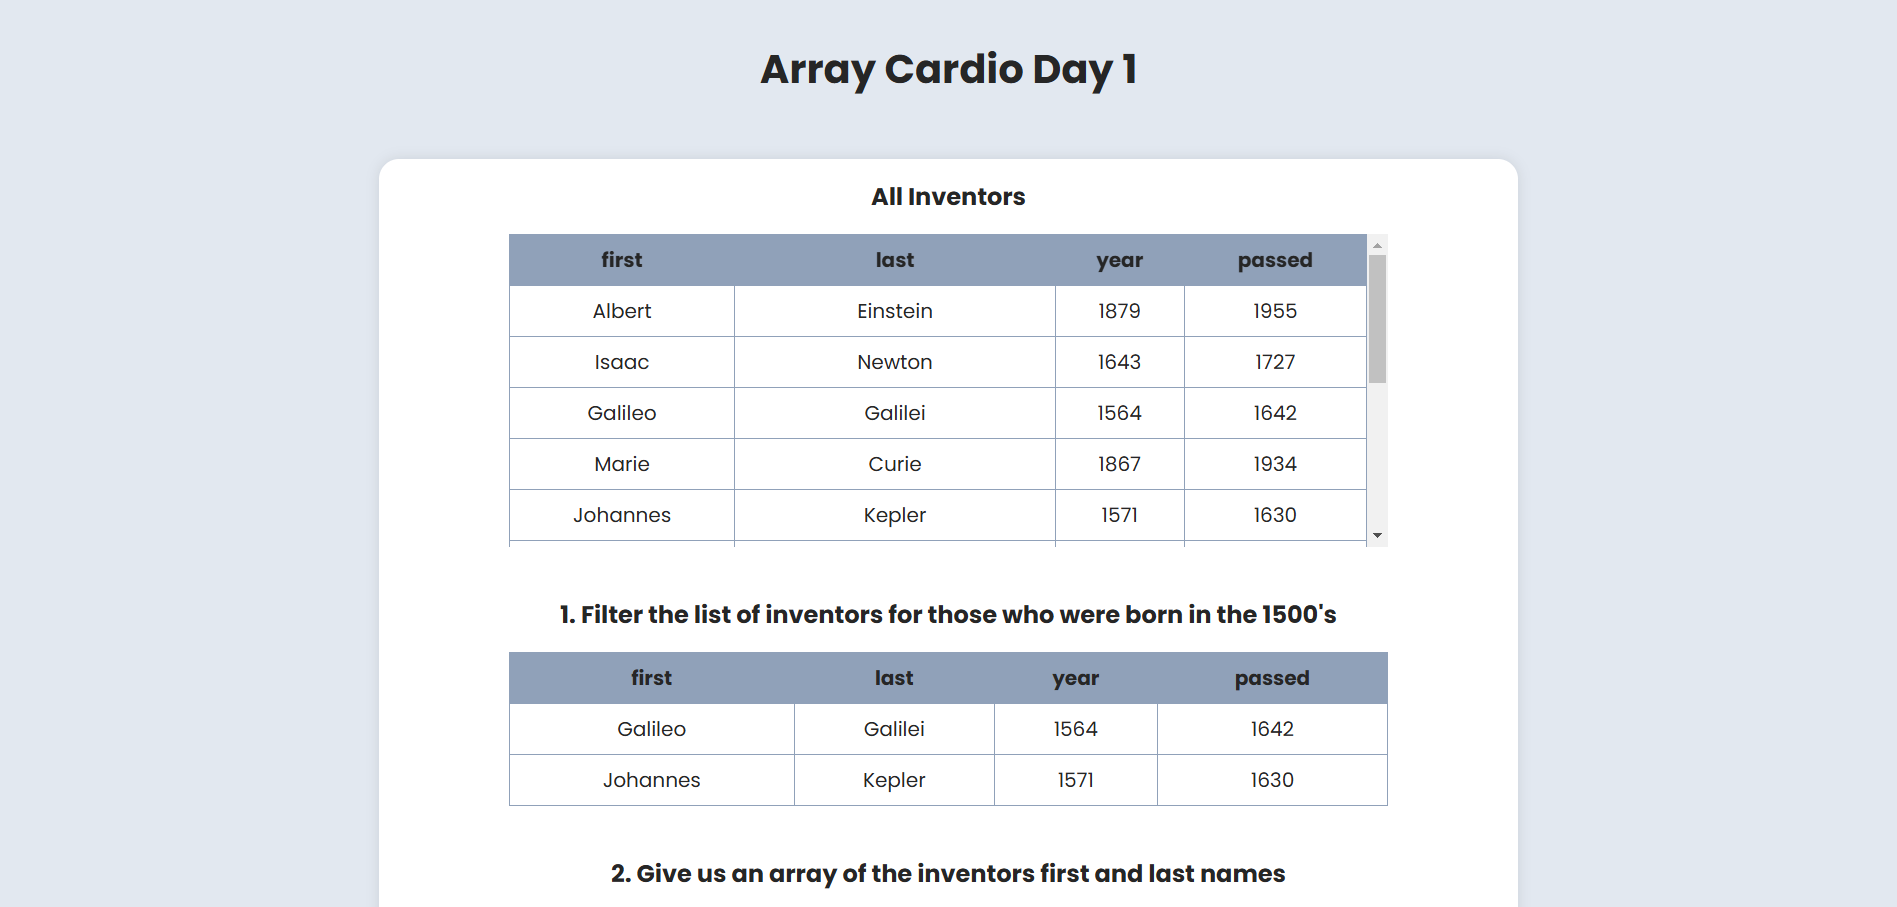 Array Cardio Day 1
All Inventors
first last year passed
Albert Einstein 1879 1955
Isaac Newton 1643 1727
Galileo Galilei 1564 1642
Marie Curie 1867 1934
Johannes Kepler 1571 1630
1. Filter the list of inventors for those who were born in the 1500's
first last year passed
Galileo Galilei 1564 1642
Johannes Kepler 1571 1630
2. Give us an array of the inventors first and last names